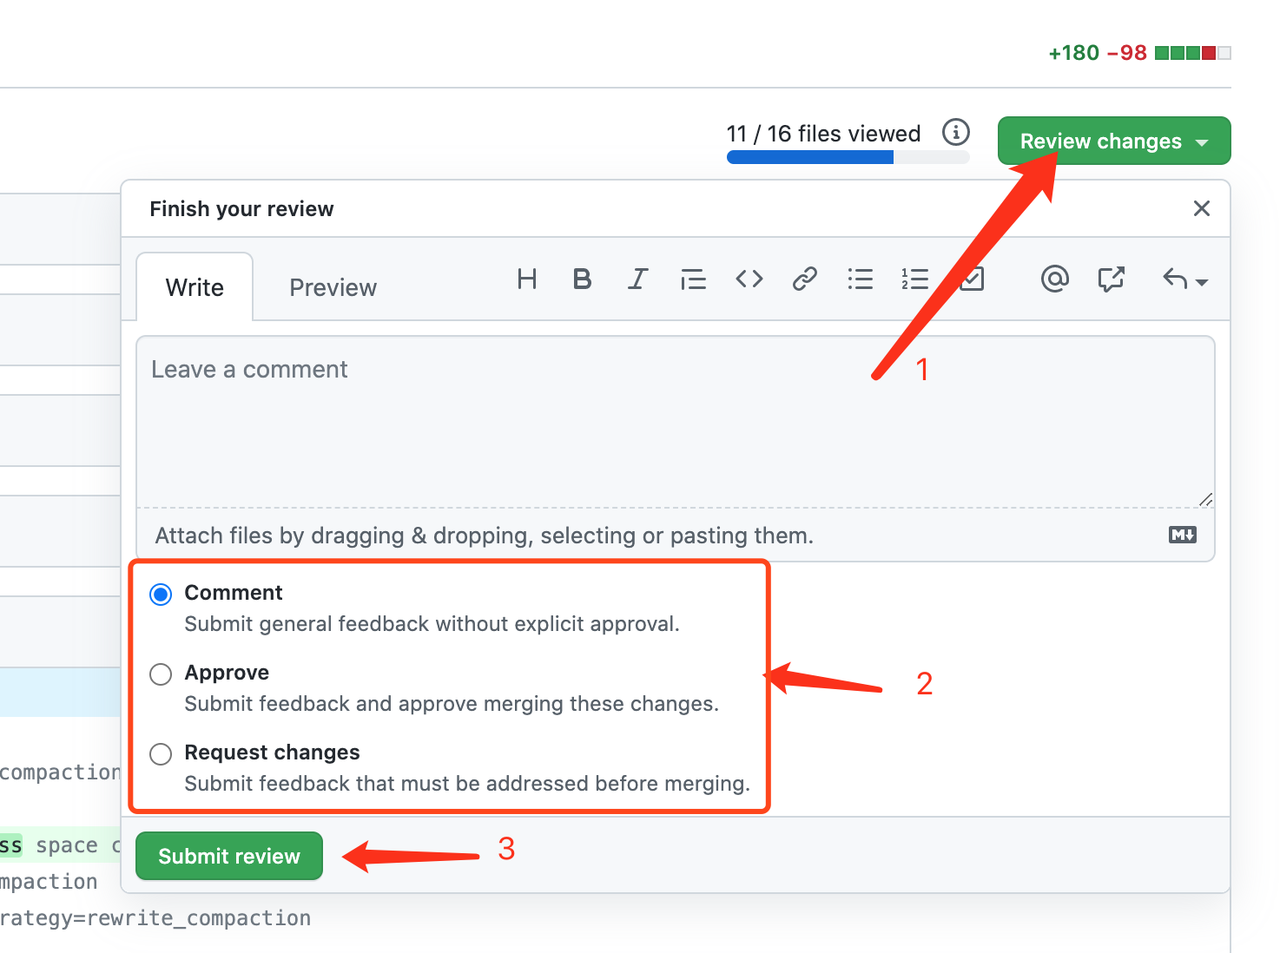 +180 −98
11 / 16 files viewed
Review changes
Finish your review
Write
Preview
1
Leave a comment
Attach files by dragging & dropping, selecting or pasting them.
Comment
Submit general feedback without explicit approval.
Approve
Submit feedback and approve merging these changes.
2
Request changes
Submit feedback that must be addressed before merging.
compaction
ss space c
Submit review
3
mpaction
rategy=rewrite_compaction